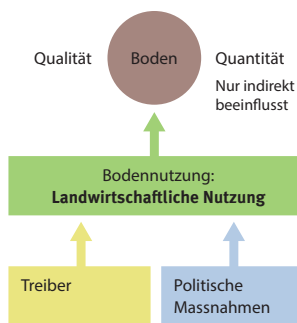 Qualität
Boden
Quantität
Nur indirekt
beeinflusst
Bodennutzung:
Landwirtschaftliche Nutzung
Treiber
Politische
Massnahmen